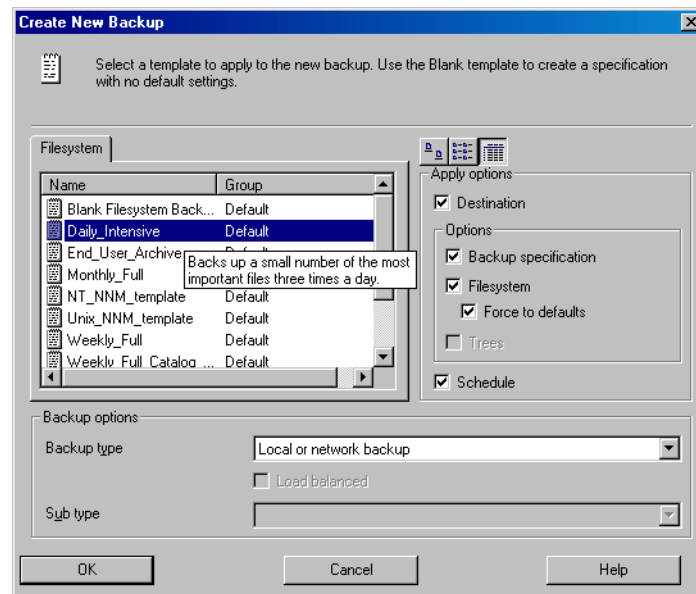 Create New Backup
Select a template to apply to the new backup. Use the Blank template to create a specification
with no default settings.
Filesystem
Name Group
Blank Filesystem Back... Default
Daily_Intensive Default
End_User_Archive
Backs up a small number of the most
important files three times a day.
Monthly_Full
NT_NNM_template Default
Unix_NNM_template Default
Weekly_Full Default
Weekly_Full_Catalog_... Default
Apply options
Destination
Options
Backup specification
Filesystem
Force to defaults
Trees
Schedule
Backup options
Backup type Local or network backup
Load balanced
Sub type
OK Cancel Help